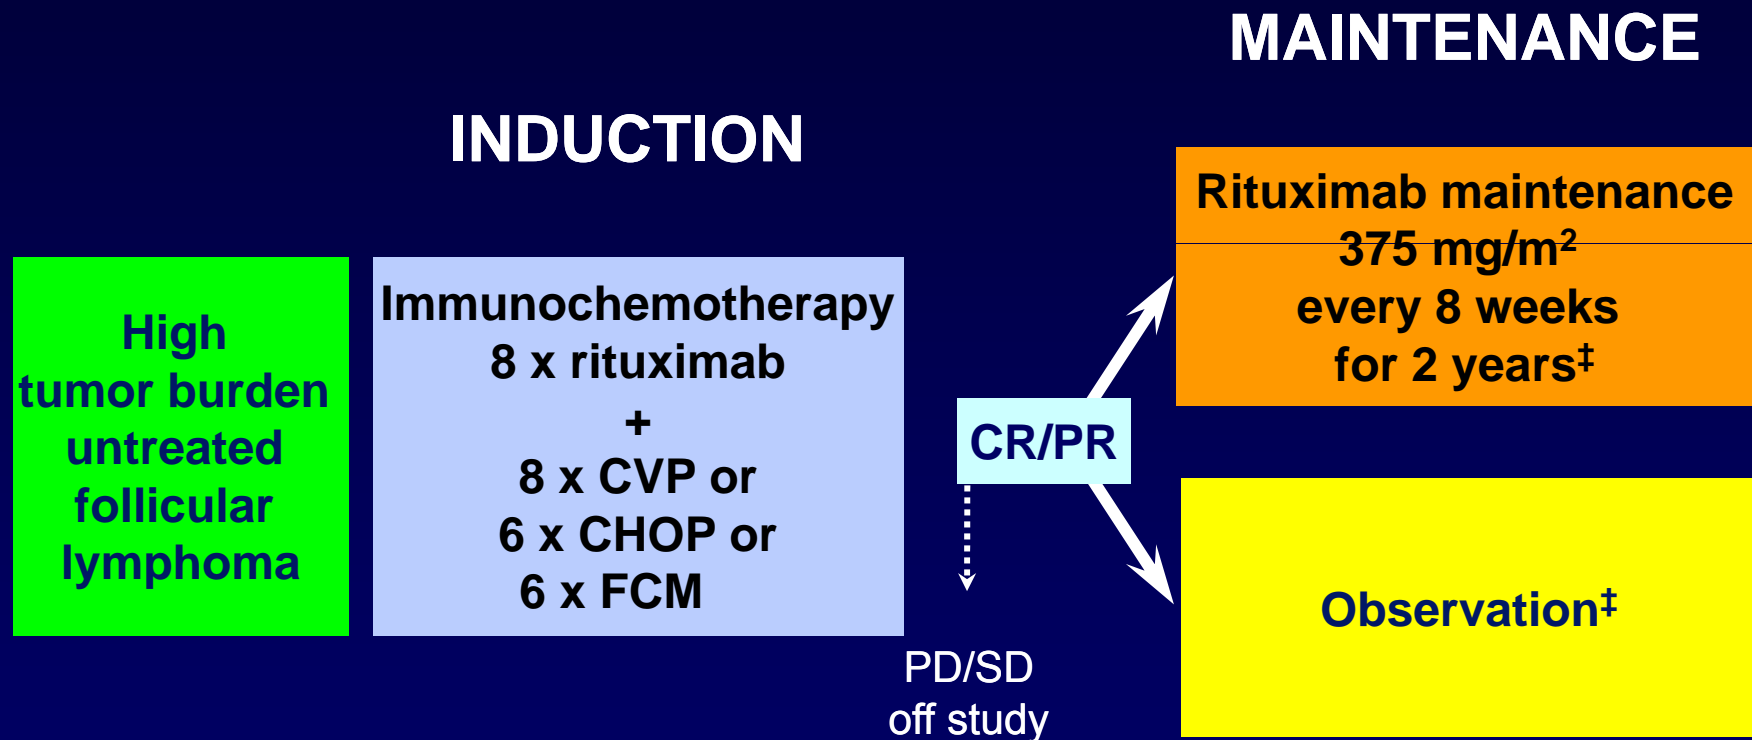 MAINTENANCE
INDUCTION
High
tumor burden
untreated
follicular
lymphoma
Immunochemotherapy
8 x rituximab
+
8 x CVP or
6 x CHOP or
6 x FCM
CR/PR
PD/SD
off study
Rituximab maintenance
375 mg/m²
every 8 weeks
for 2 years‡
Observation‡